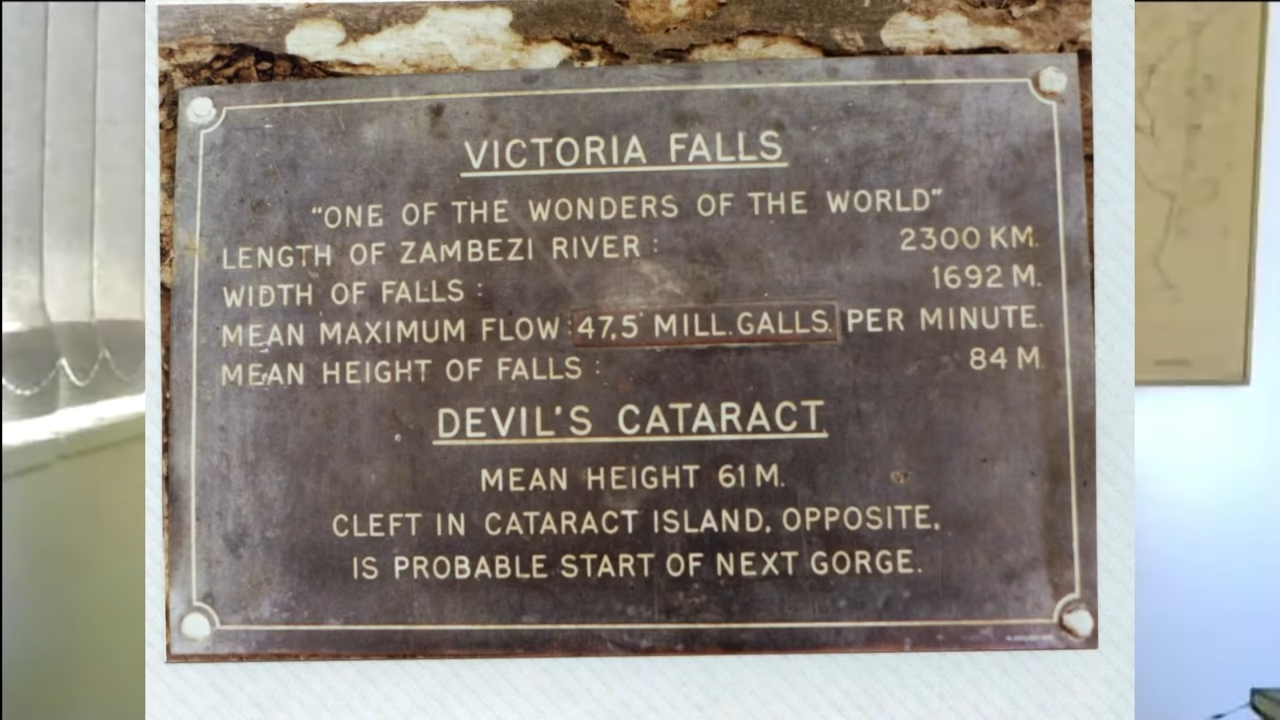 VICTORIA FALLS
"ONE OF THE WONDERS OF THE WORLD"
LENGTH OF ZAMBEZI RIVER : 2300 KM.
WIDTH OF FALLS : 1692 M.
MEAN MAXIMUM FLOW : 47,5 MILL. GALLS. PER MINUTE.
MEAN HEIGHT OF FALLS : 84 M.
DEVIL'S CATARACT
MEAN HEIGHT 61 M.
CLEFT IN CATARACT ISLAND, OPPOSITE,
IS PROBABLE START OF NEXT GORGE.